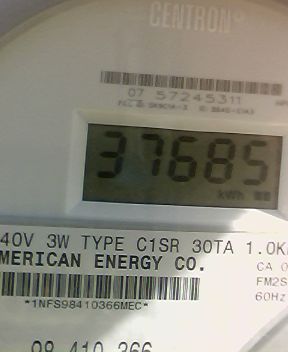 CENTRON®
07 57245311
37685
kWh
40V 3W TYPE C1SR 30TA 1.0K
MERICAN ENERGY CO.
CA 0
FM2S
60Hz
*1NFS98410366MEC*
98 410 366